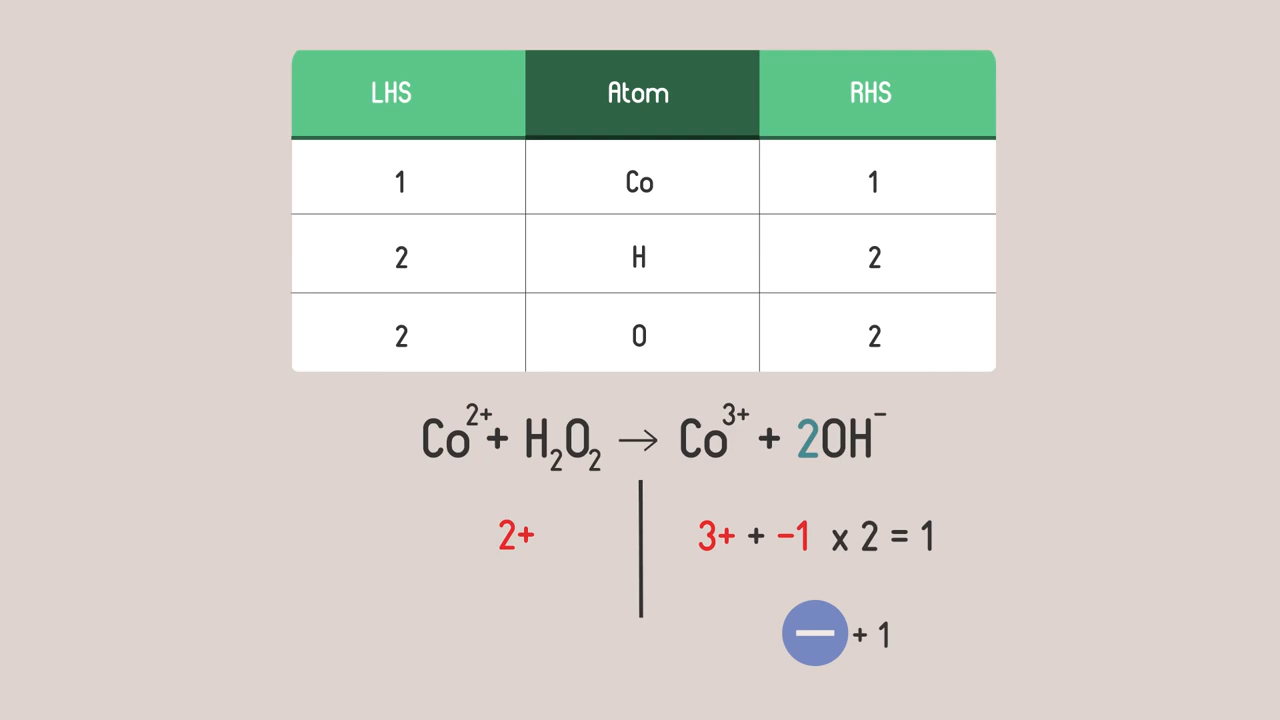 LHS Atom RHS
1 Co 1
2 H 2
2 O 2
Co²⁺ + H₂O₂ → Co³⁺ + 2OH⁻
2+ 3+ + −1 x 2 = 1
− + 1